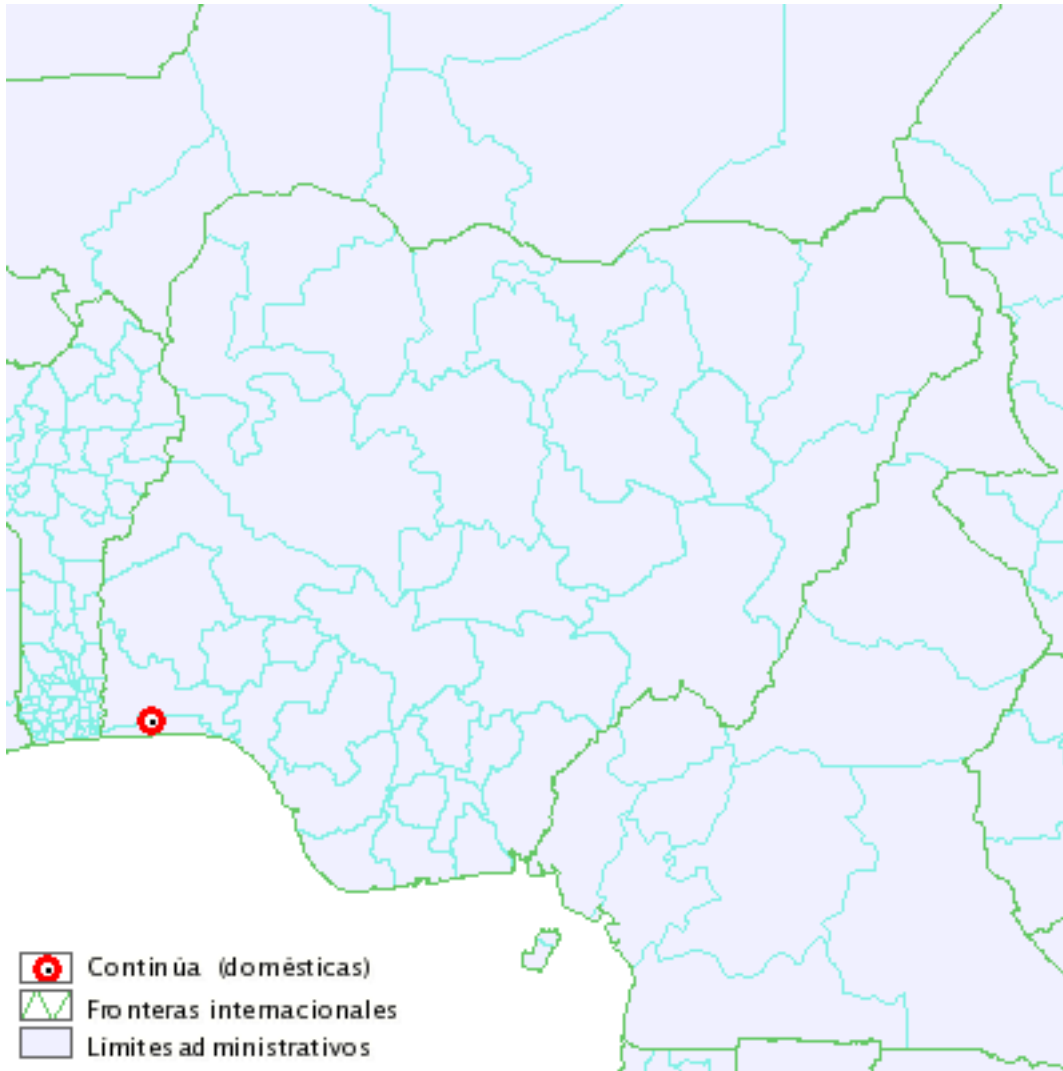 Continúa (domésticas)
Fronteras internacionales
Límites administrativos